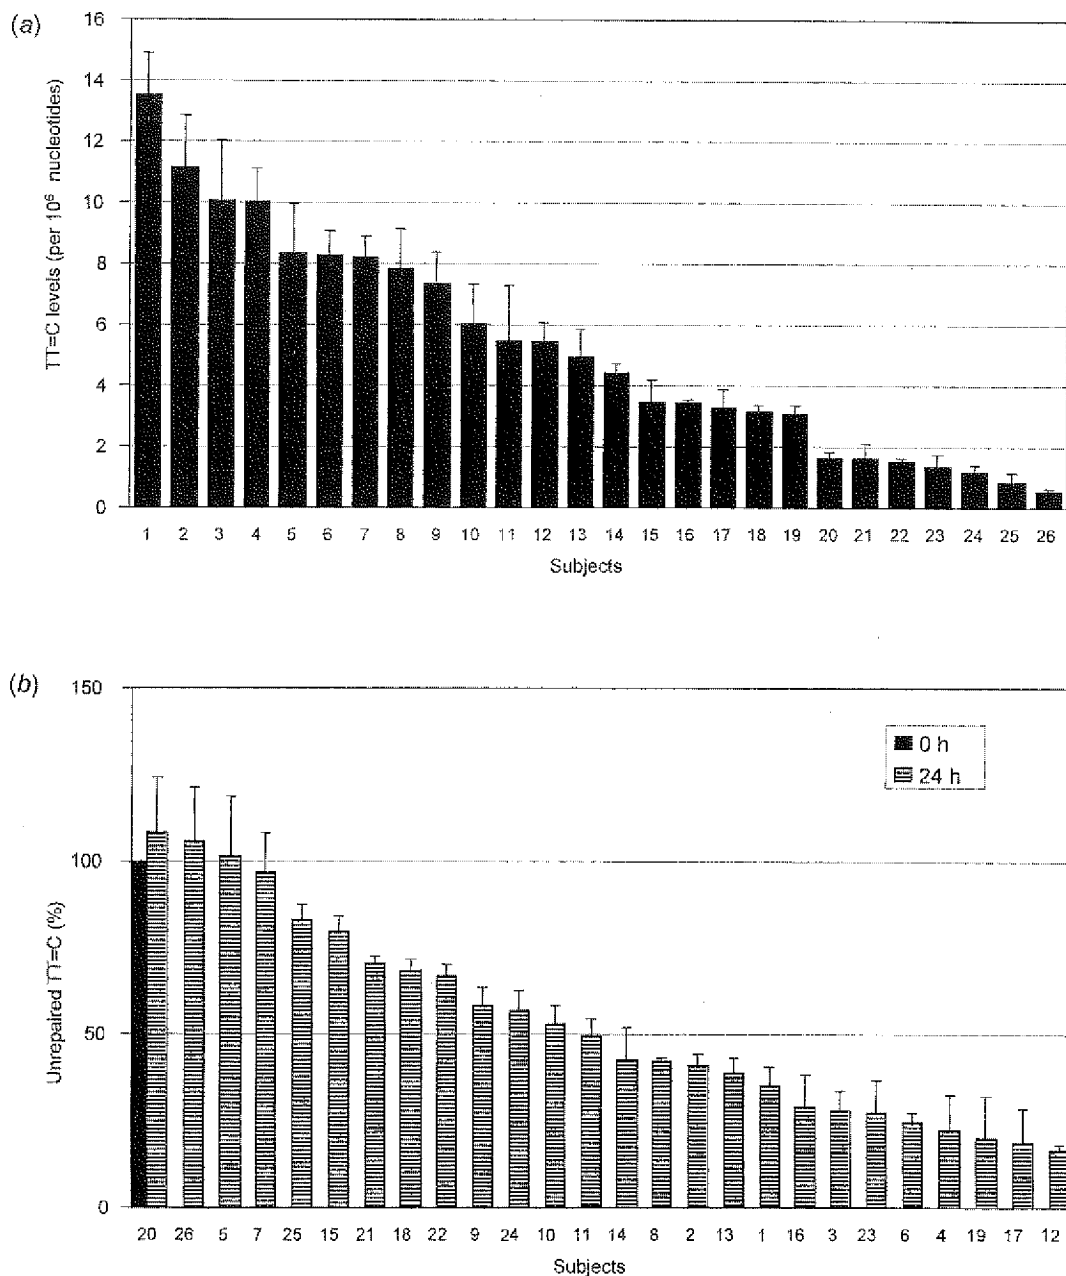 (a)
TT=C levels (per 10⁶ nucleotides)
16
14
12
10
8
6
4
2
0
1 2 3 4 5 6 7 8 9 10 11 12 13 14 15 16 17 18 19 20 21 22 23 24 25 26
Subjects
(b)
Unrepaired TT=C (%)
150
100
50
0
0 h
24 h
20 26 5 7 25 15 21 18 22 9 24 10 11 14 8 2 13 1 16 3 23 6 4 19 17 12
Subjects